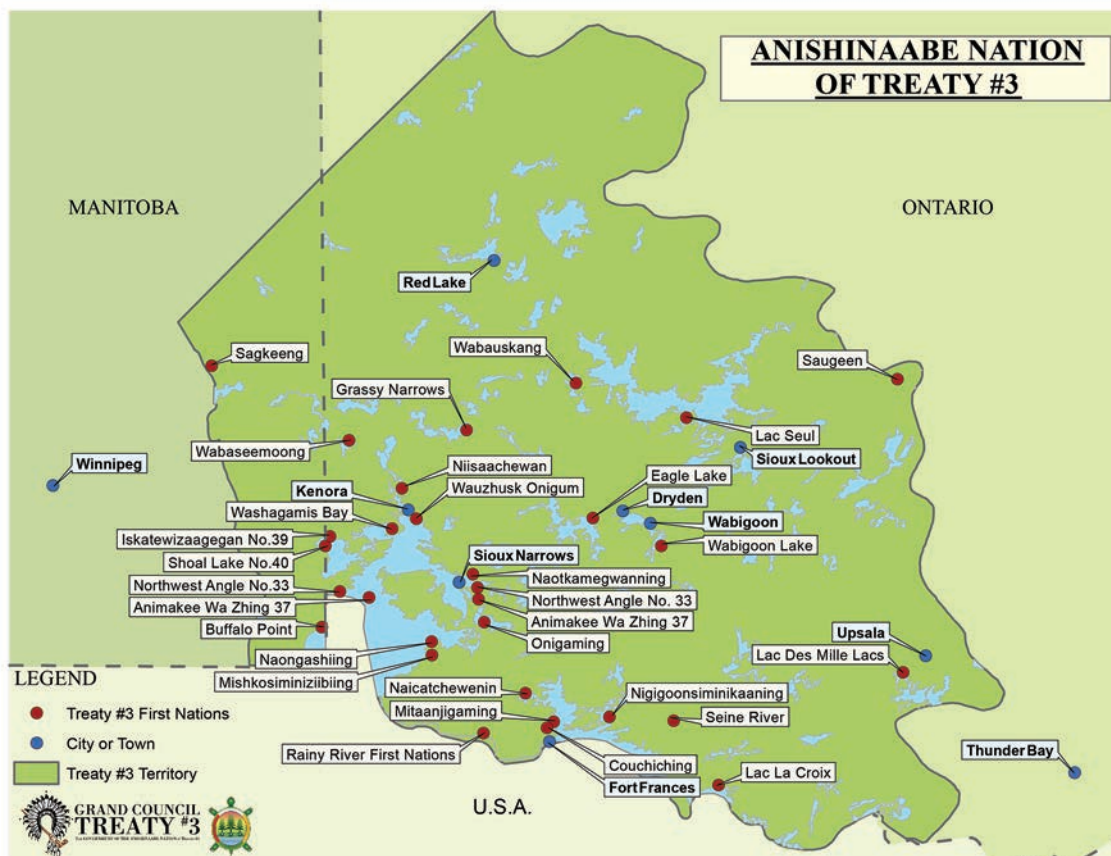 ANISHINAABE NATION
OF TREATY #3
MANITOBA
ONTARIO
Red Lake
Sagkeeng
Wabauskang
Saugeen
Grassy Narrows
Lac Seul
Wabaseemoong
Sioux Lookout
Winnipeg
Niisaachewan
Eagle Lake
Kenora
Wauzhusk Onigum
Dryden
Washagamis Bay
Wabigoon
Iskatewizaagegan No.39
Wabigoon Lake
Shoal Lake No.40
Sioux Narrows
Northwest Angle No.33
Naotkamegwanning
Animakee Wa Zhing 37
Northwest Angle No. 33
Buffalo Point
Animakee Wa Zhing 37
Onigaming
Upsala
Naongashiing
Lac Des Mille Lacs
Mishkosiminiziibiing
Naicatchewenin
Nigigoonsiminikaaning
Mitaanjigaming
Seine River
Rainy River First Nations
Couchiching
Thunder Bay
Fort Frances
Lac La Croix
U.S.A.
LEGEND
Treaty #3 First Nations
City or Town
Treaty #3 Territory
GRAND COUNCIL
TREATY #3